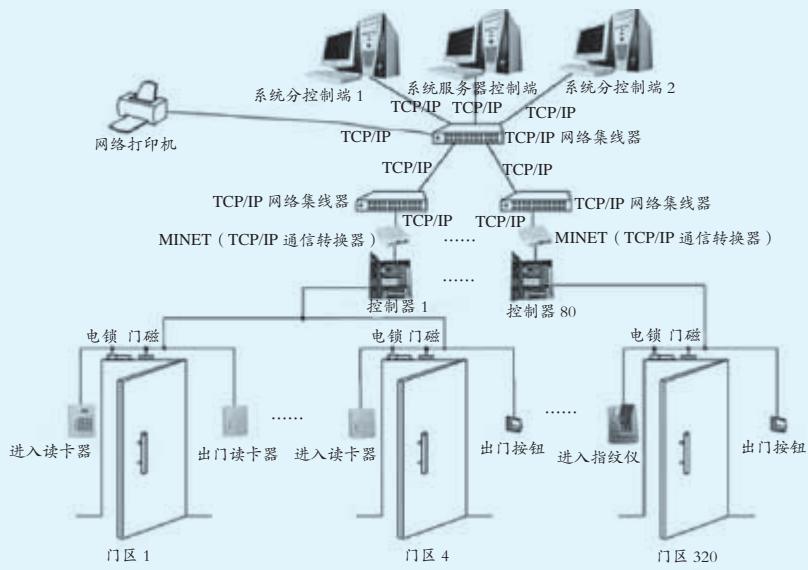 系统分控制端 1
系统服务器控制端
系统分控制端 2
TCP/IP
TCP/IP
TCP/IP
网络打印机
TCP/IP
TCP/IP 网络集线器
TCP/IP
TCP/IP
TCP/IP 网络集线器
TCP/IP 网络集线器
TCP/IP
TCP/IP
MINET（TCP/IP 通信转换器）
……
MINET（TCP/IP 通信转换器）
……
控制器 1
控制器 80
电锁 门磁
电锁 门磁
电锁 门磁
……
……
进入读卡器
出门读卡器
进入读卡器
出门按钮
进入指纹仪
出门按钮
门区 1
门区 4
门区 320